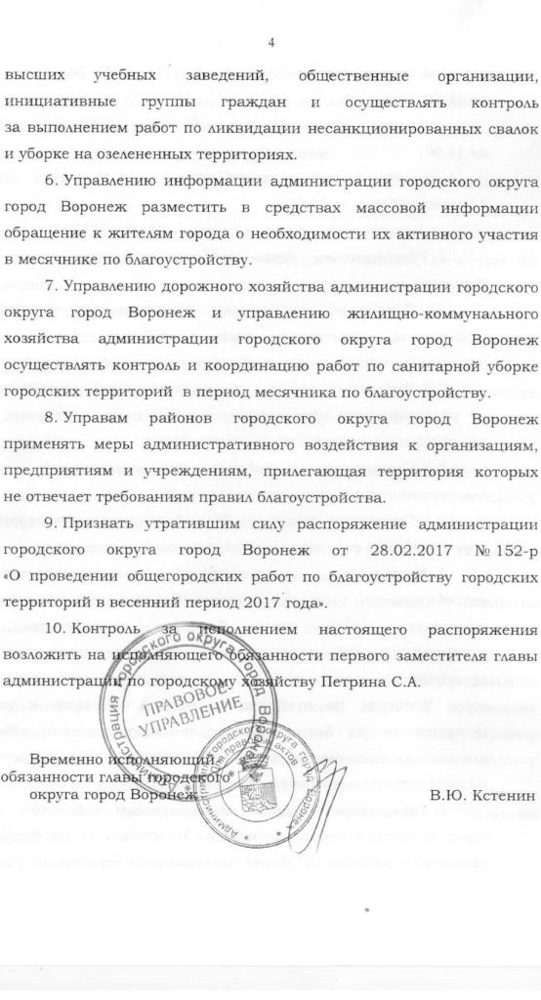 4
высших учебных заведений, общественные организации,
инициативные группы граждан и осуществлять контроль
за выполнением работ по ликвидации несанкционированных свалок
и уборке на озелененных территориях.
6. Управлению информации администрации городского округа
город Воронеж разместить в средствах массовой информации
обращение к жителям города о необходимости их активного участия
в месячнике по благоустройству.
7. Управлению дорожного хозяйства администрации городского
округа город Воронеж и управлению жилищно-коммунального
хозяйства администрации городского округа город Воронеж
осуществлять контроль и координацию работ по санитарной уборке
городских территорий в период месячника по благоустройству.
8. Управам районов городского округа город Воронеж
применять меры административного воздействия к организациям,
предприятиям и учреждениям, прилегающая территория которых
не отвечает требованиям правил благоустройства.
9. Признать утратившим силу распоряжение администрации
городского округа город Воронеж от 28.02.2017 № 152-р
«О проведении общегородских работ по благоустройству городских
территорий в весенний период 2017 года».
10. Контроль за исполнением настоящего распоряжения
возложить на исполняющего обязанности первого заместителя главы
администрации по городскому хозяйству Петрина С.А.
Администрация городского округа город Воронеж
ПРАВОВОЕ
УПРАВЛЕНИЕ
Администрация городского округа город Воронеж
Для правовых актов
Временно исполняющий
обязанности главы городского
округа город Воронеж
В.Ю. Кстенин